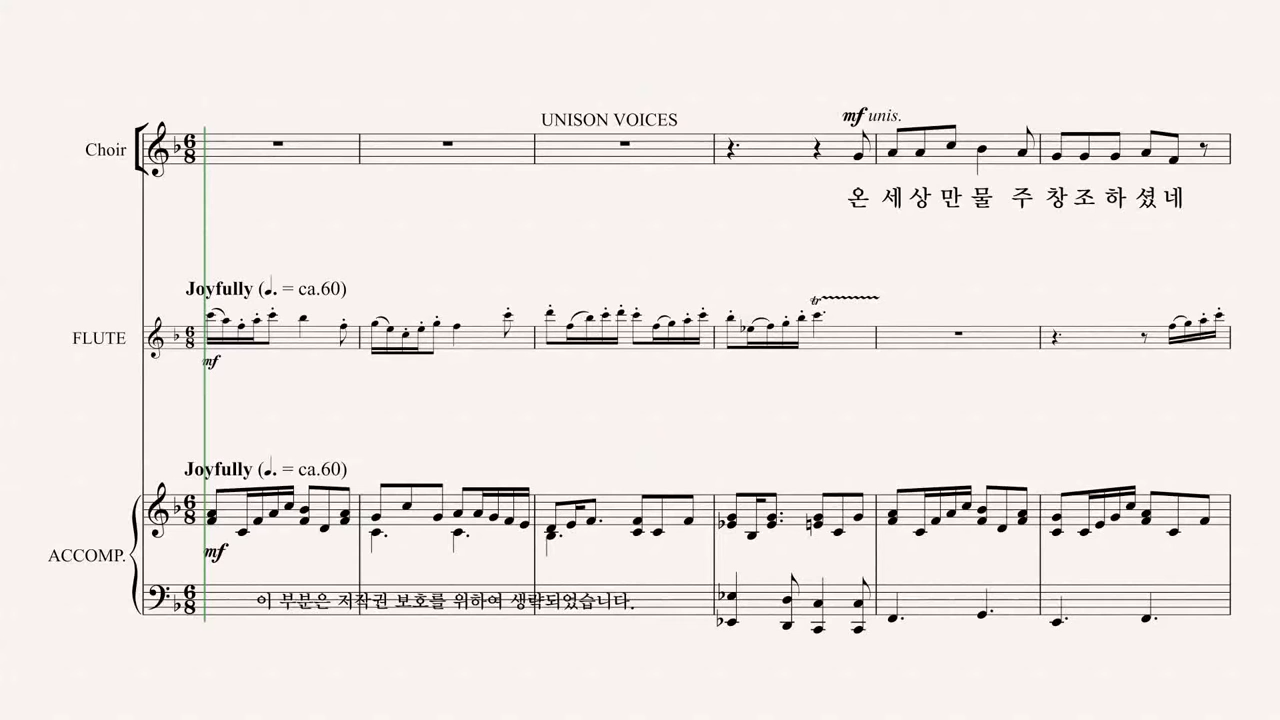 UNISON VOICES
mf unis.
Choir
온 세 상 만 물 주 창 조 하 셨 네
Joyfully (♩. = ca.60)
tr
FLUTE
mf
Joyfully (♩. = ca.60)
mf
ACCOMP.
이 부분은 저작권 보호를 위하여 생략되었습니다.